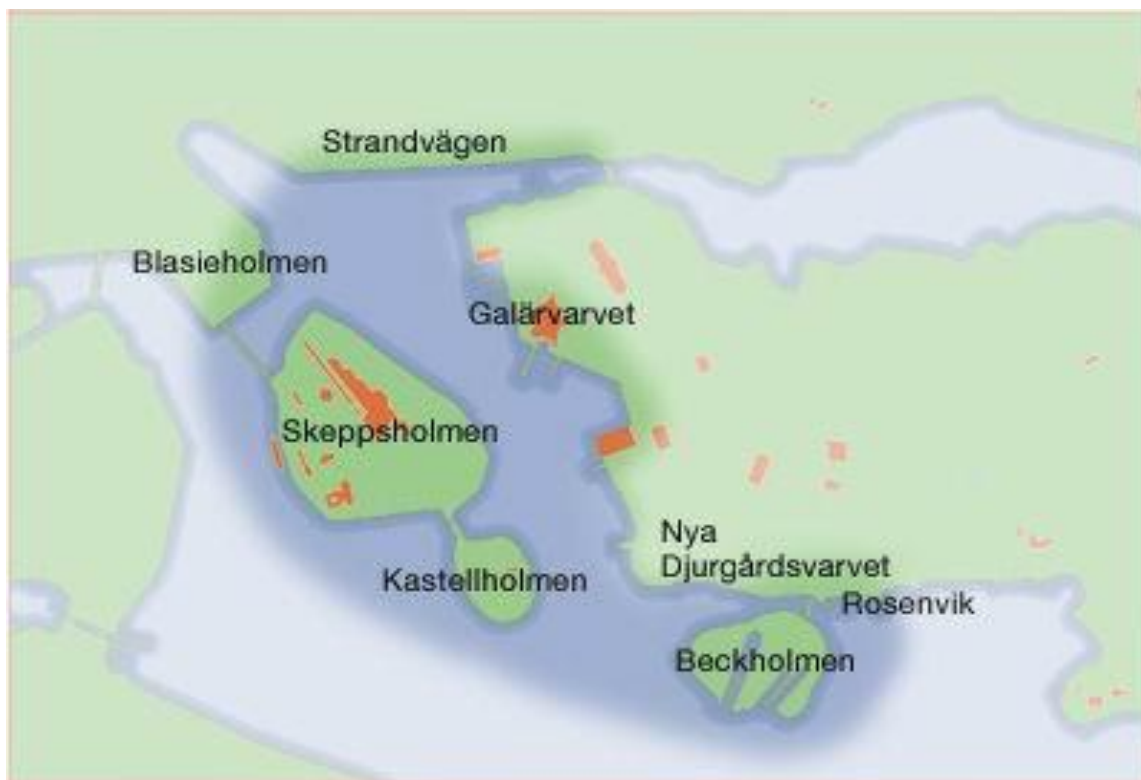 Strandvägen
Blasieholmen
Galärvarvet
Skeppsholmen
Nya
Djurgårdsvarvet
Kastellholmen
Rosenvik
Beckholmen